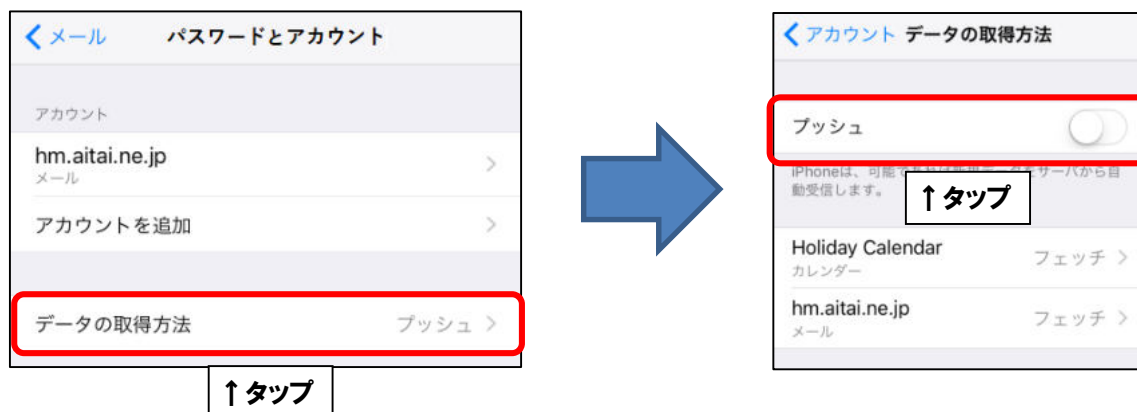 メール パスワードとアカウント
アカウント
hm.aitai.ne.jp
メール
アカウントを追加
データの取得方法 プッシュ
↑タップ
アカウント データの取得方法
プッシュ
iPhoneは、可能 をサーバから自
動受信します。
↑タップ
Holiday Calendar フェッチ
カレンダー
hm.aitai.ne.jp フェッチ
メール